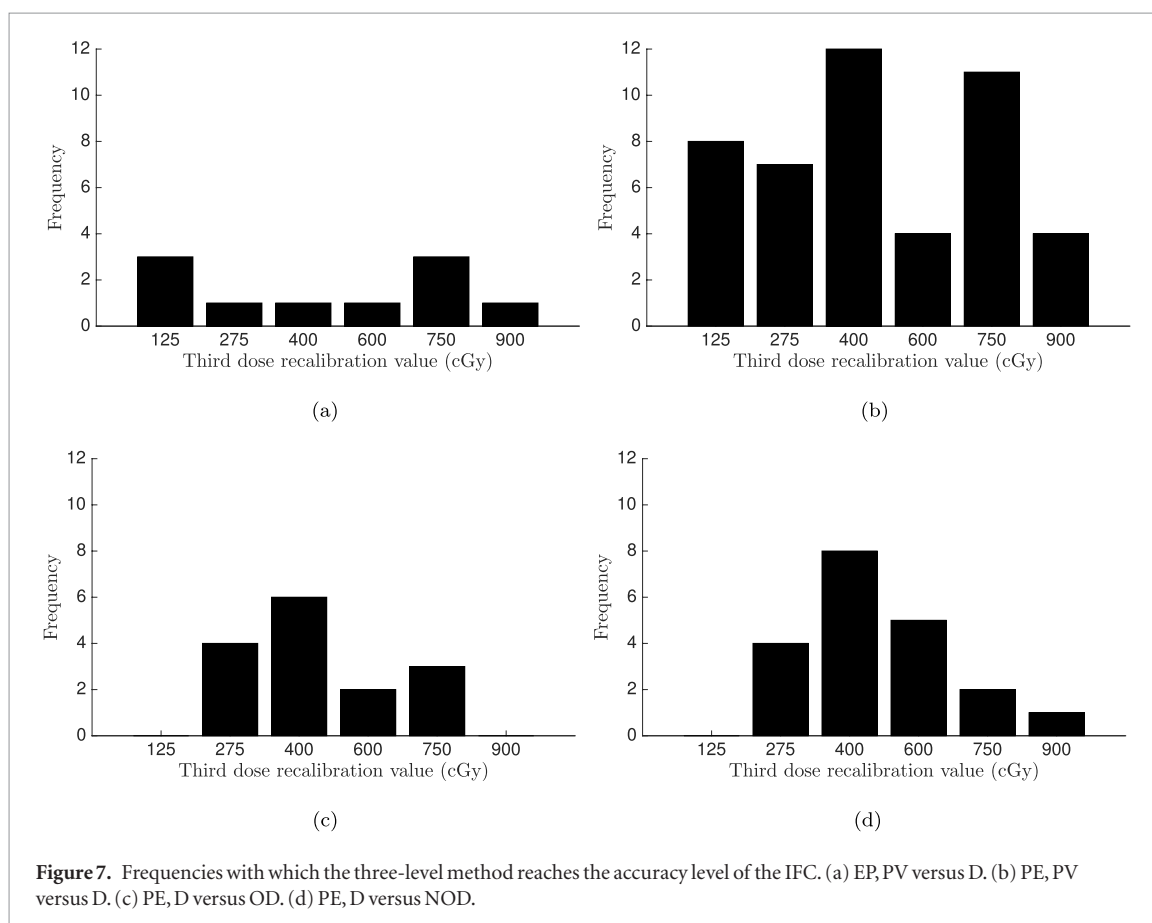 12
10
8
6
4
2
0
Frequency
125 275 400 600 750 900
Third dose recalibration value (cGy)
(a)
12
10
8
6
4
2
0
Frequency
125 275 400 600 750 900
Third dose recalibration value (cGy)
(b)
12
10
8
6
4
2
0
Frequency
125 275 400 600 750 900
Third dose recalibration value (cGy)
(c)
12
10
8
6
4
2
0
Frequency
125 275 400 600 750 900
Third dose recalibration value (cGy)
(d)
Figure 7. Frequencies with which the three-level method reaches the accuracy level of the IFC. (a) EP, PV versus D. (b) PE, PV
versus D. (c) PE, D versus OD. (d) PE, D versus NOD.